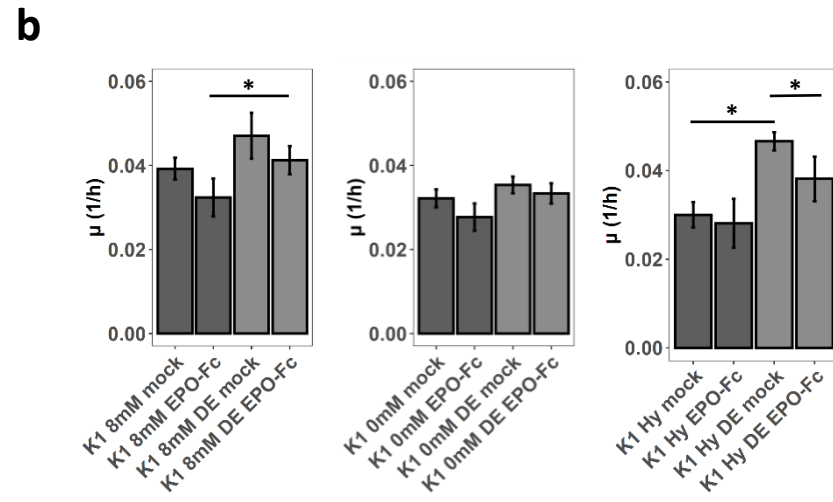 b
*
0.06
0.04
0.02
0.00
μ (1/h)
K1 8mM mock
K1 8mM EPO-Fc
K1 8mM DE mock
K1 8mM DE EPO-Fc
0.06
0.04
0.02
0.00
μ (1/h)
K1 0mM mock
K1 0mM EPO-Fc
K1 0mM DE mock
K1 0mM DE EPO-Fc
*
*
0.06
0.04
0.02
0.00
μ (1/h)
K1 Hy mock
K1 Hy EPO-Fc
K1 Hy DE mock
K1 Hy DE EPO-Fc